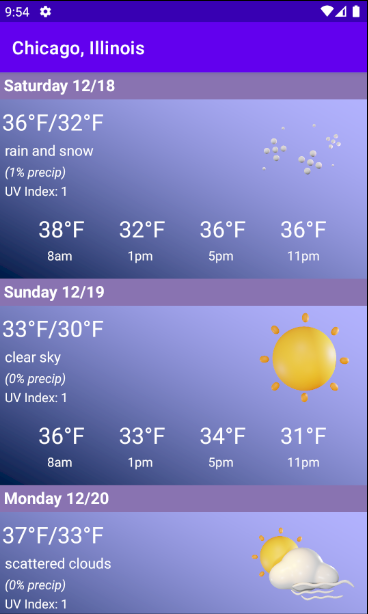 9:54
Chicago, Illinois
Saturday 12/18
36°F/32°F
rain and snow
(1% precip)
UV Index: 1
38°F 32°F 36°F 36°F
8am 1pm 5pm 11pm
Sunday 12/19
33°F/30°F
clear sky
(0% precip)
UV Index: 1
36°F 33°F 34°F 31°F
8am 1pm 5pm 11pm
Monday 12/20
37°F/33°F
scattered clouds
(0% precip)
UV Index: 1